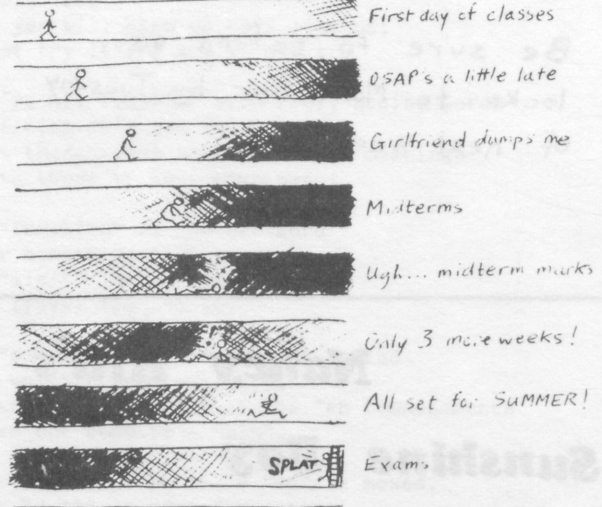 First day of classes
OSAP's a little late
Girlfriend dumps me
Midterms
Ugh... midterm marks
Only 3 more weeks!
All set for SUMMER!
SPLAT Exams